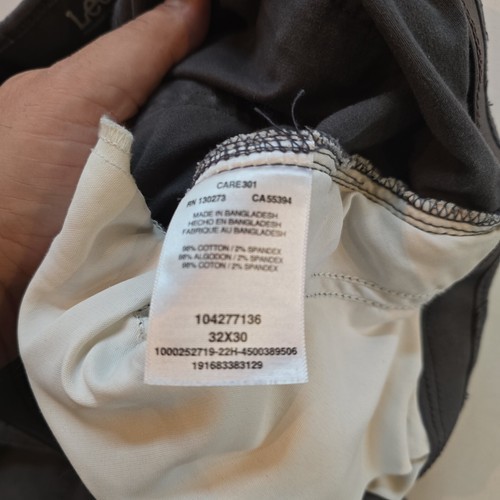 Lee
CARE301
RN 130273 CA55394
MADE IN BANGLADESH
HECHO EN BANGLADESH
FABRIQUE AU BANGLADESH
98% COTTON / 2% SPANDEX
98% ALGODON / 2% SPANDEX
98% COTON / 2% SPANDEX
104277136
32X30
1000252719-22H-4500389506
191683383129